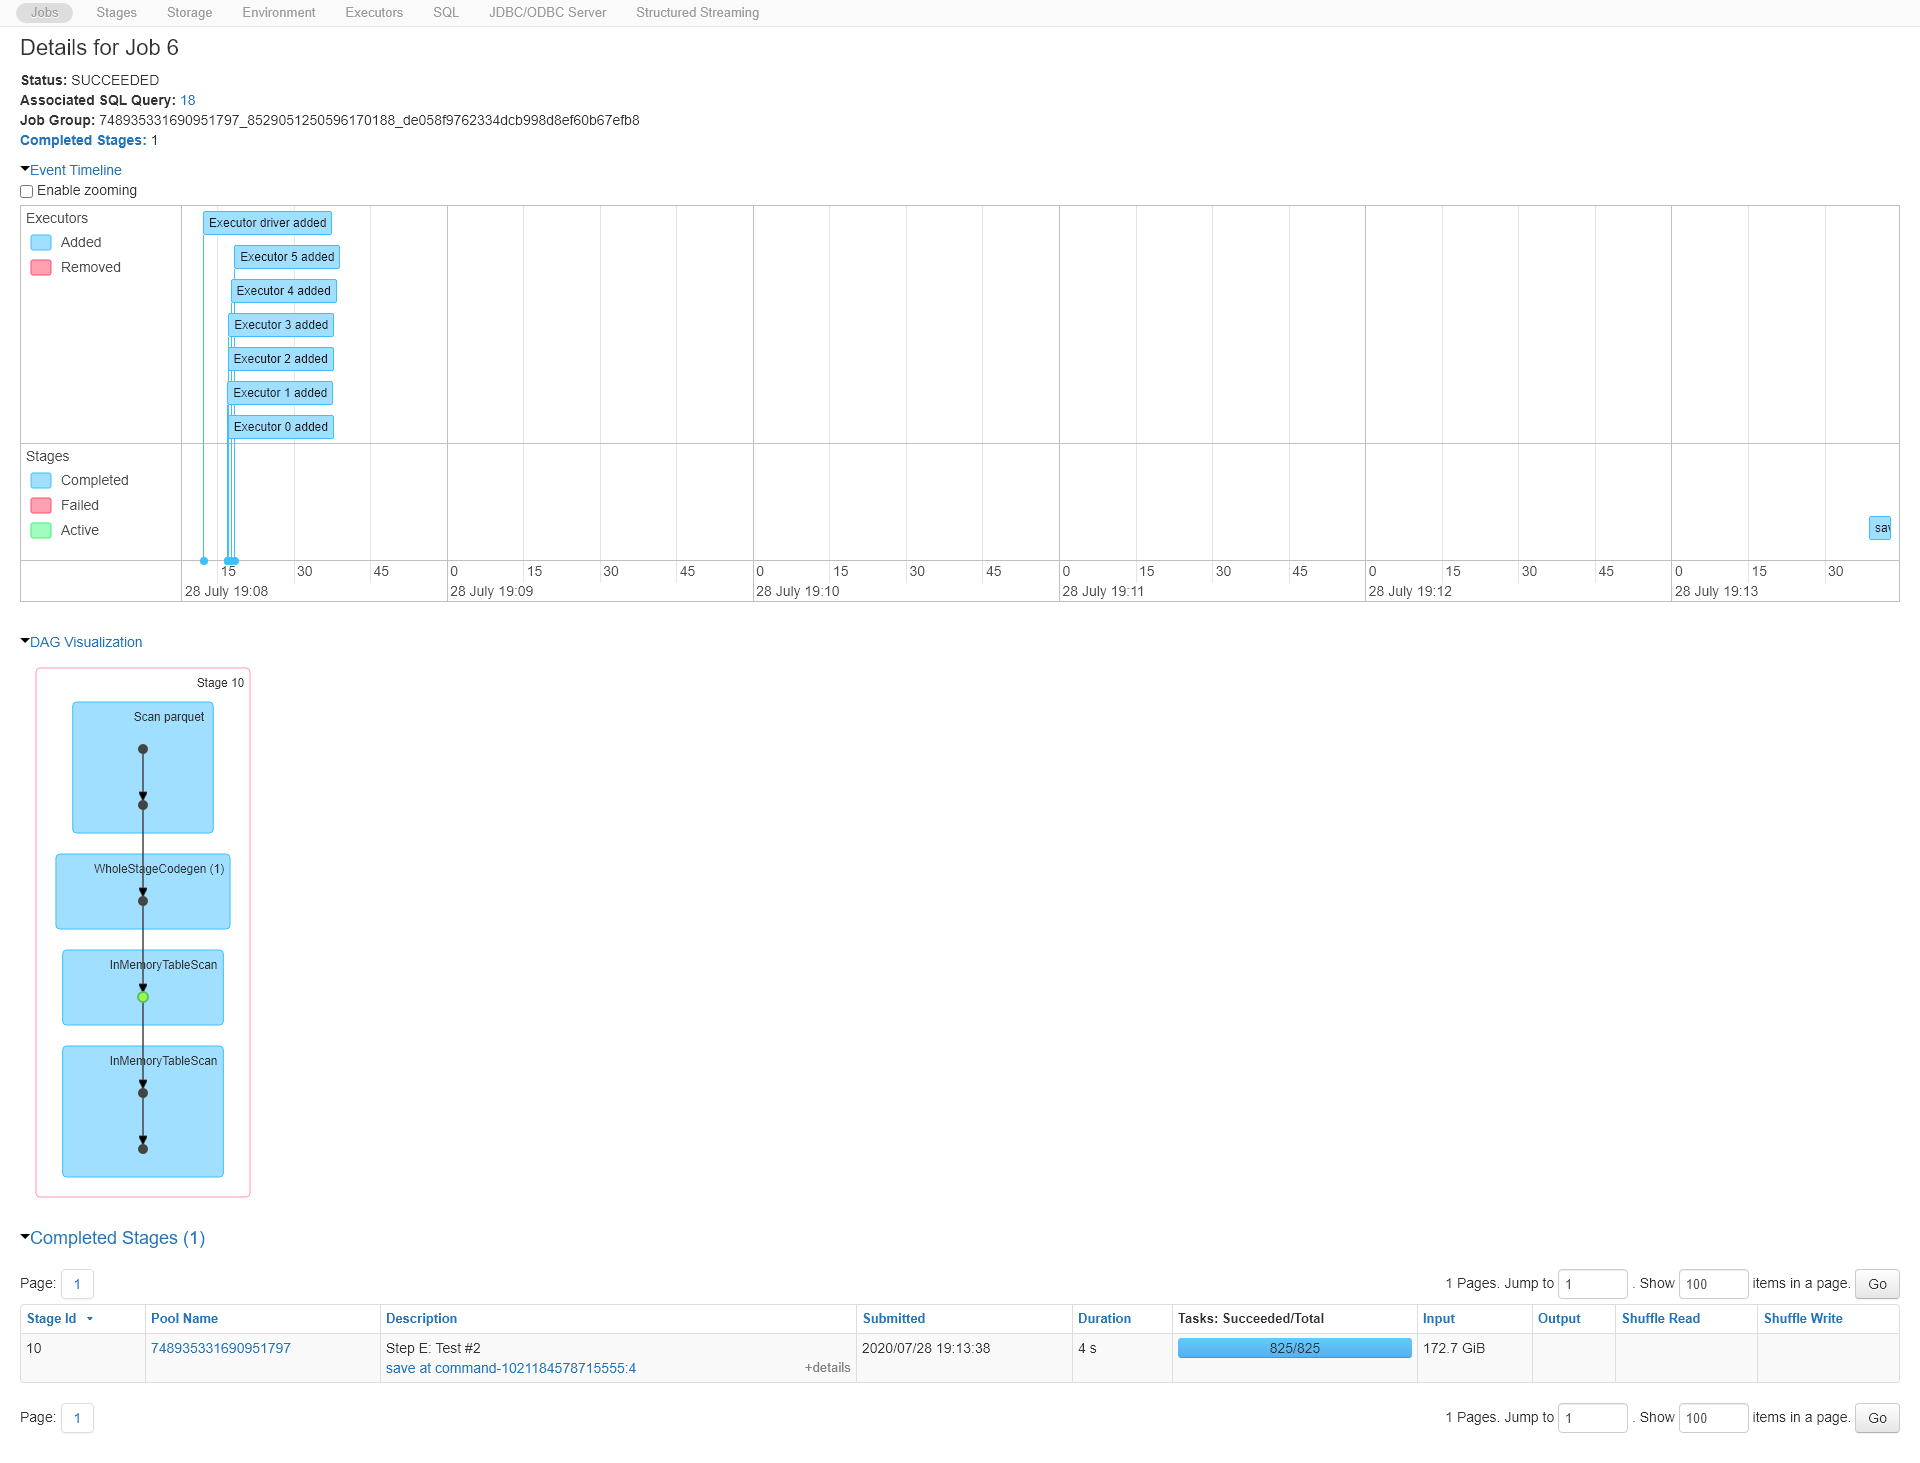 Jobs Stages Storage Environment Executors SQL JDBC/ODBC Server Structured Streaming
Details for Job 6
Status: SUCCEEDED
Associated SQL Query: 18
Job Group: 748935331690951797_8529051250596170188_de058f9762334dcb998d8ef60b67efb8
Completed Stages: 1
Event Timeline
Enable zooming
Executors
Added
Removed
Executor driver added
Executor 5 added
Executor 4 added
Executor 3 added
Executor 2 added
Executor 1 added
Executor 0 added
Stages
Completed
Failed
Active
sav
15 30 45 0 15 30 45 0 15 30 45 0 15 30 45 0 15 30 45 0 15 30
28 July 19:08 28 July 19:09 28 July 19:10 28 July 19:11 28 July 19:12 28 July 19:13
DAG Visualization
Stage 10
Scan parquet
WholeStageCodegen (1)
InMemoryTableScan
InMemoryTableScan
Completed Stages (1)
Page: 1 1 Pages. Jump to 1 . Show 100 items in a page. Go
Stage Id Pool Name Description Submitted Duration Tasks: Succeeded/Total Input Output Shuffle Read Shuffle Write
10 748935331690951797 Step E: Test #2 2020/07/28 19:13:38 4 s 825/825 172.7 GiB
save at command-1021184578715555:4 +details
Page: 1 1 Pages. Jump to 1 . Show 100 items in a page. Go